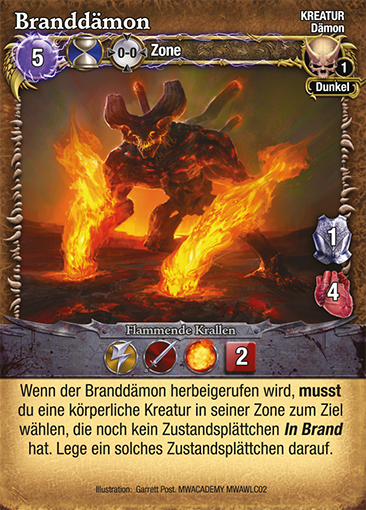 Branddämon
KREATUR
Dämon
5
0-0 Zone
1
Dunkel
1
4
Flammende Krallen
2
Wenn der Branddämon herbeigerufen wird, musst
du eine körperliche Kreatur in seiner Zone zum Ziel
wählen, die noch kein Zustandsplättchen In Brand
hat. Lege ein solches Zustandsplättchen darauf.
Illustration: Garrett Post. MWACADEMY MWAWLC02